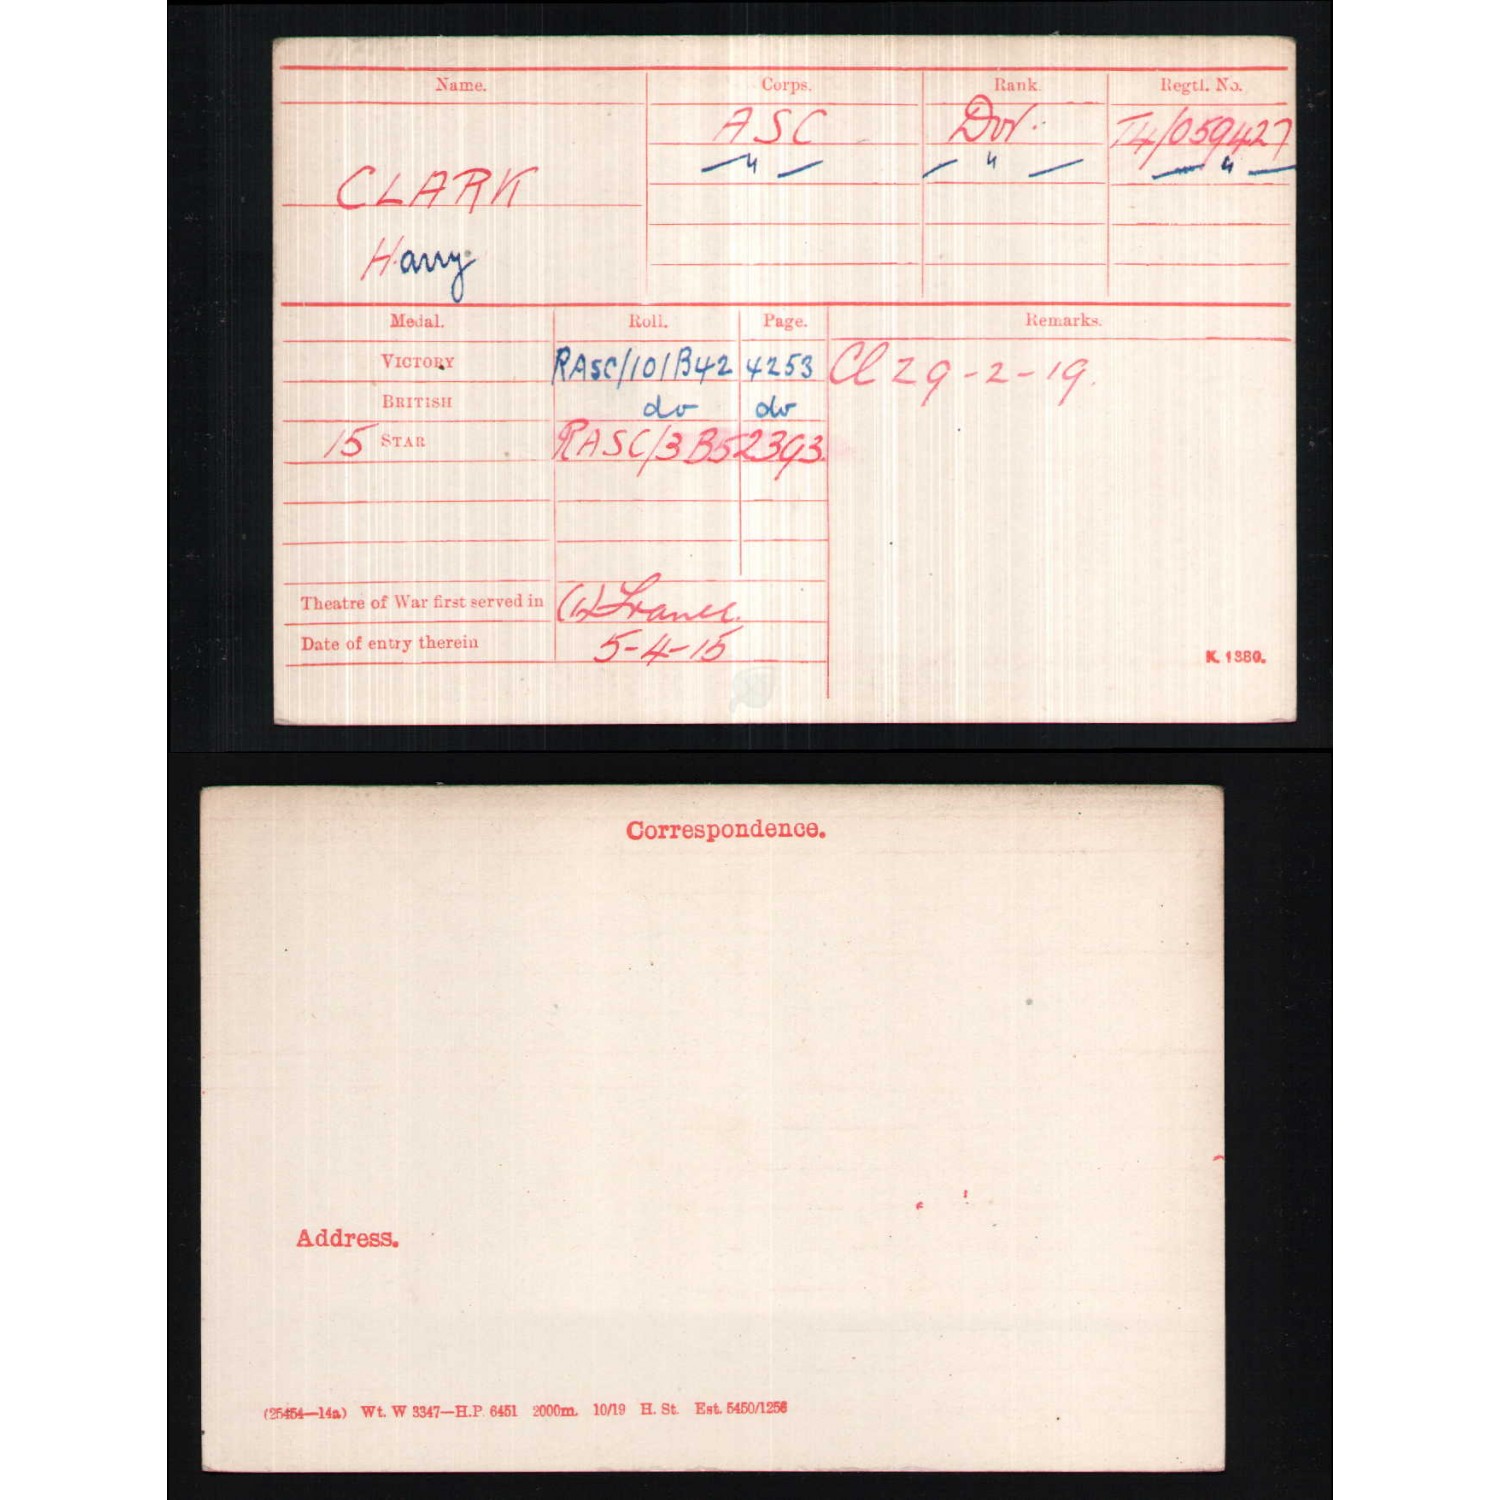 Name. Corps. Rank. Regtl. No.
ASC Dvr. T4/059427
— " — — " — — " —
CLARK
Harry
Medal. Roll. Page. Remarks.
VICTORY RASC/101B42 4253 Cl Z 9-2-19.
BRITISH do do
15 STAR RASC/3B5 2393.
Theatre of War first served in (1) France.
Date of entry therein 5-4-15
K. 1380.
Correspondence.
Address.
(25454—14a) Wt. W 3347—H.P. 6451 2000m. 10/19 H. St. Est. 5450/1256